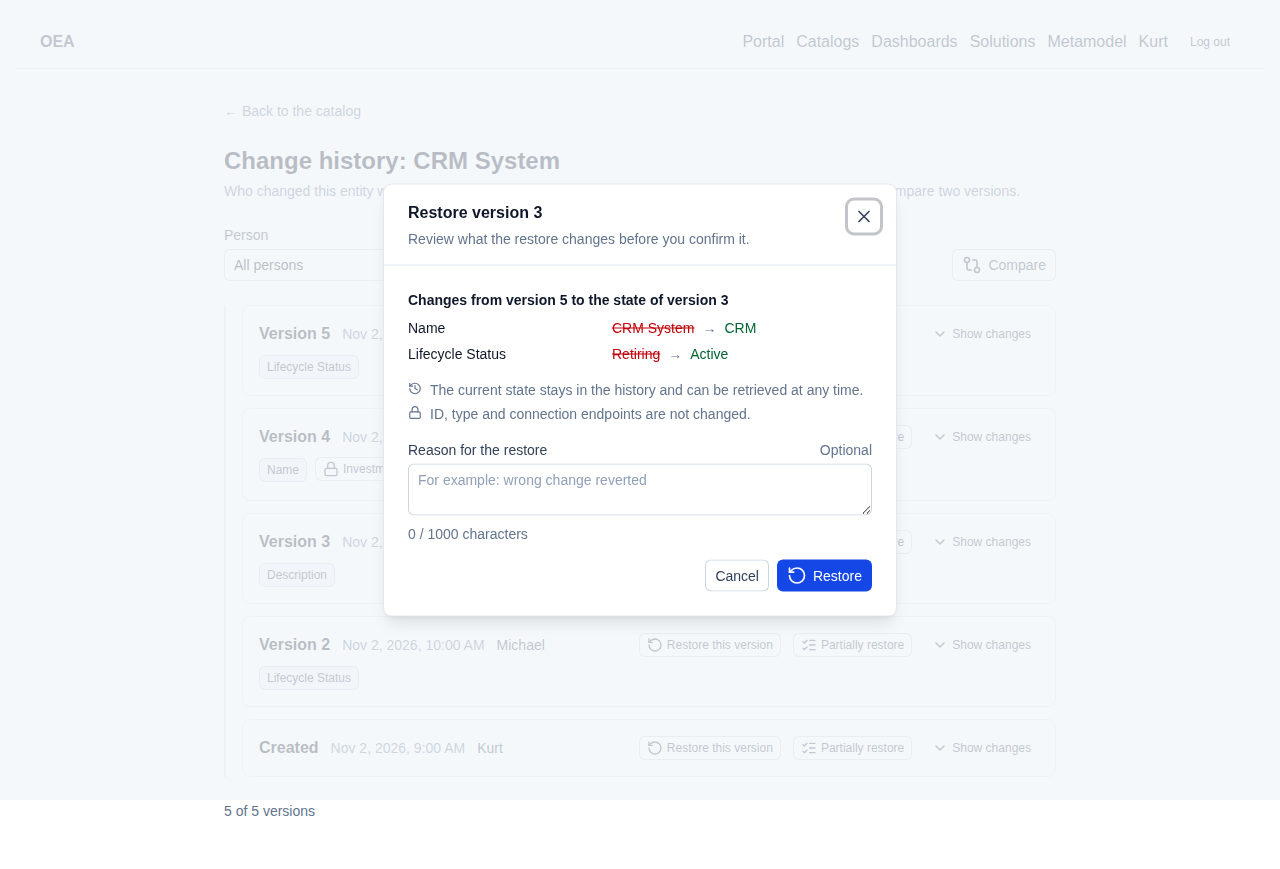 OEA Portal Catalogs Dashboards Solutions Metamodel Kurt Log out
← Back to the catalog
Change history: CRM System
Who changed this entity
mpare two versions.
Person
All persons
Compare
Version 5 Nov 2, Show changes
Lifecycle Status
Version 4 Nov 2, Show changes
Name
Version 3 Nov 2, Show changes
Description
Restore version 3
Review what the restore changes before you confirm it.
Changes from version 5 to the state of version 3
Name CRM System → CRM
Lifecycle Status Retiring → Active
The current state stays in the history and can be retrieved at any time.
ID, type and connection endpoints are not changed.
Reason for the restore Optional
For example: wrong change reverted
0 / 1000 characters
Cancel Restore
Version 2 Nov 2, 2026, 10:00 AM Michael Restore this version Partially restore Show changes
Lifecycle Status
Created Nov 2, 2026, 9:00 AM Kurt Restore this version Partially restore Show changes
5 of 5 versions